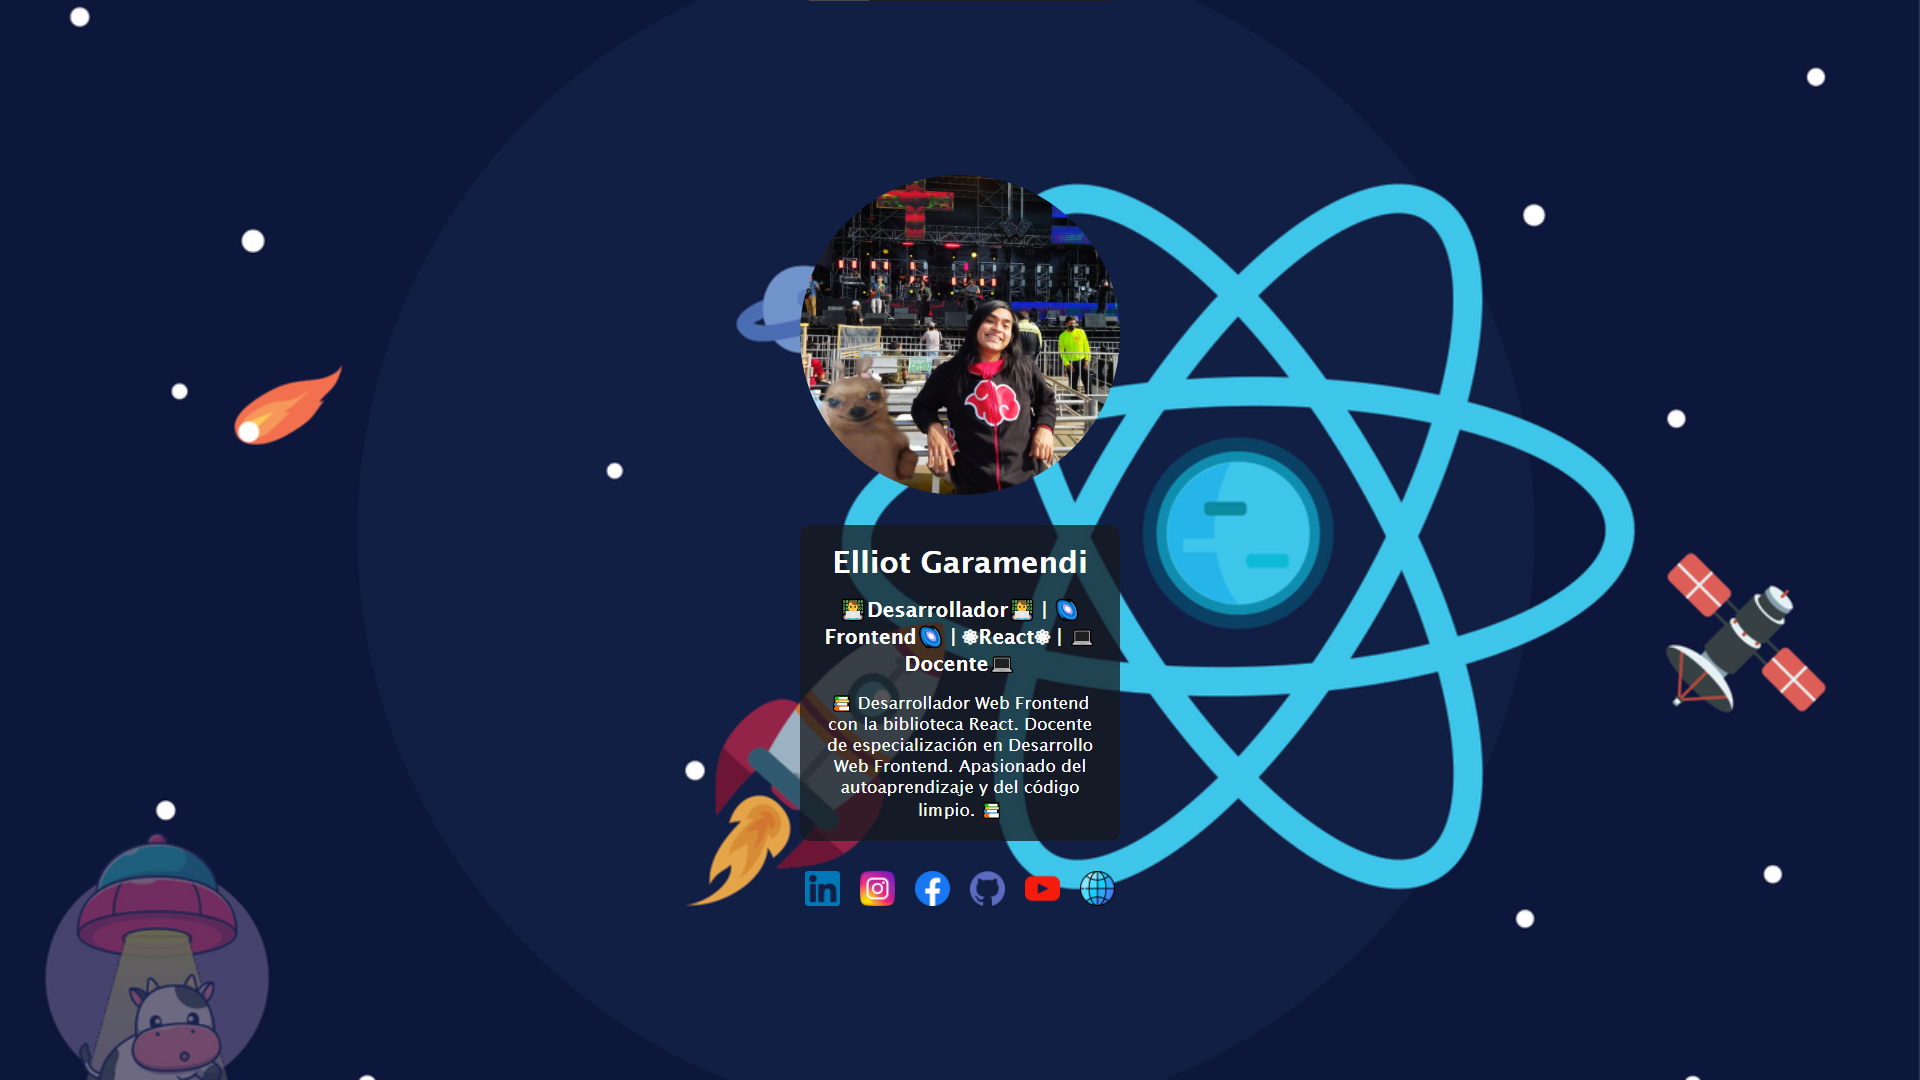 Elliot Garamendi
👨‍💻Desarrollador👨‍💻 | 🌀
Frontend🌀 | ⚛React⚛ | 💻
Docente💻
📚 Desarrollador Web Frontend
con la biblioteca React. Docente
de especialización en Desarrollo
Web Frontend. Apasionado del
autoaprendizaje y del código
limpio. 📚
in